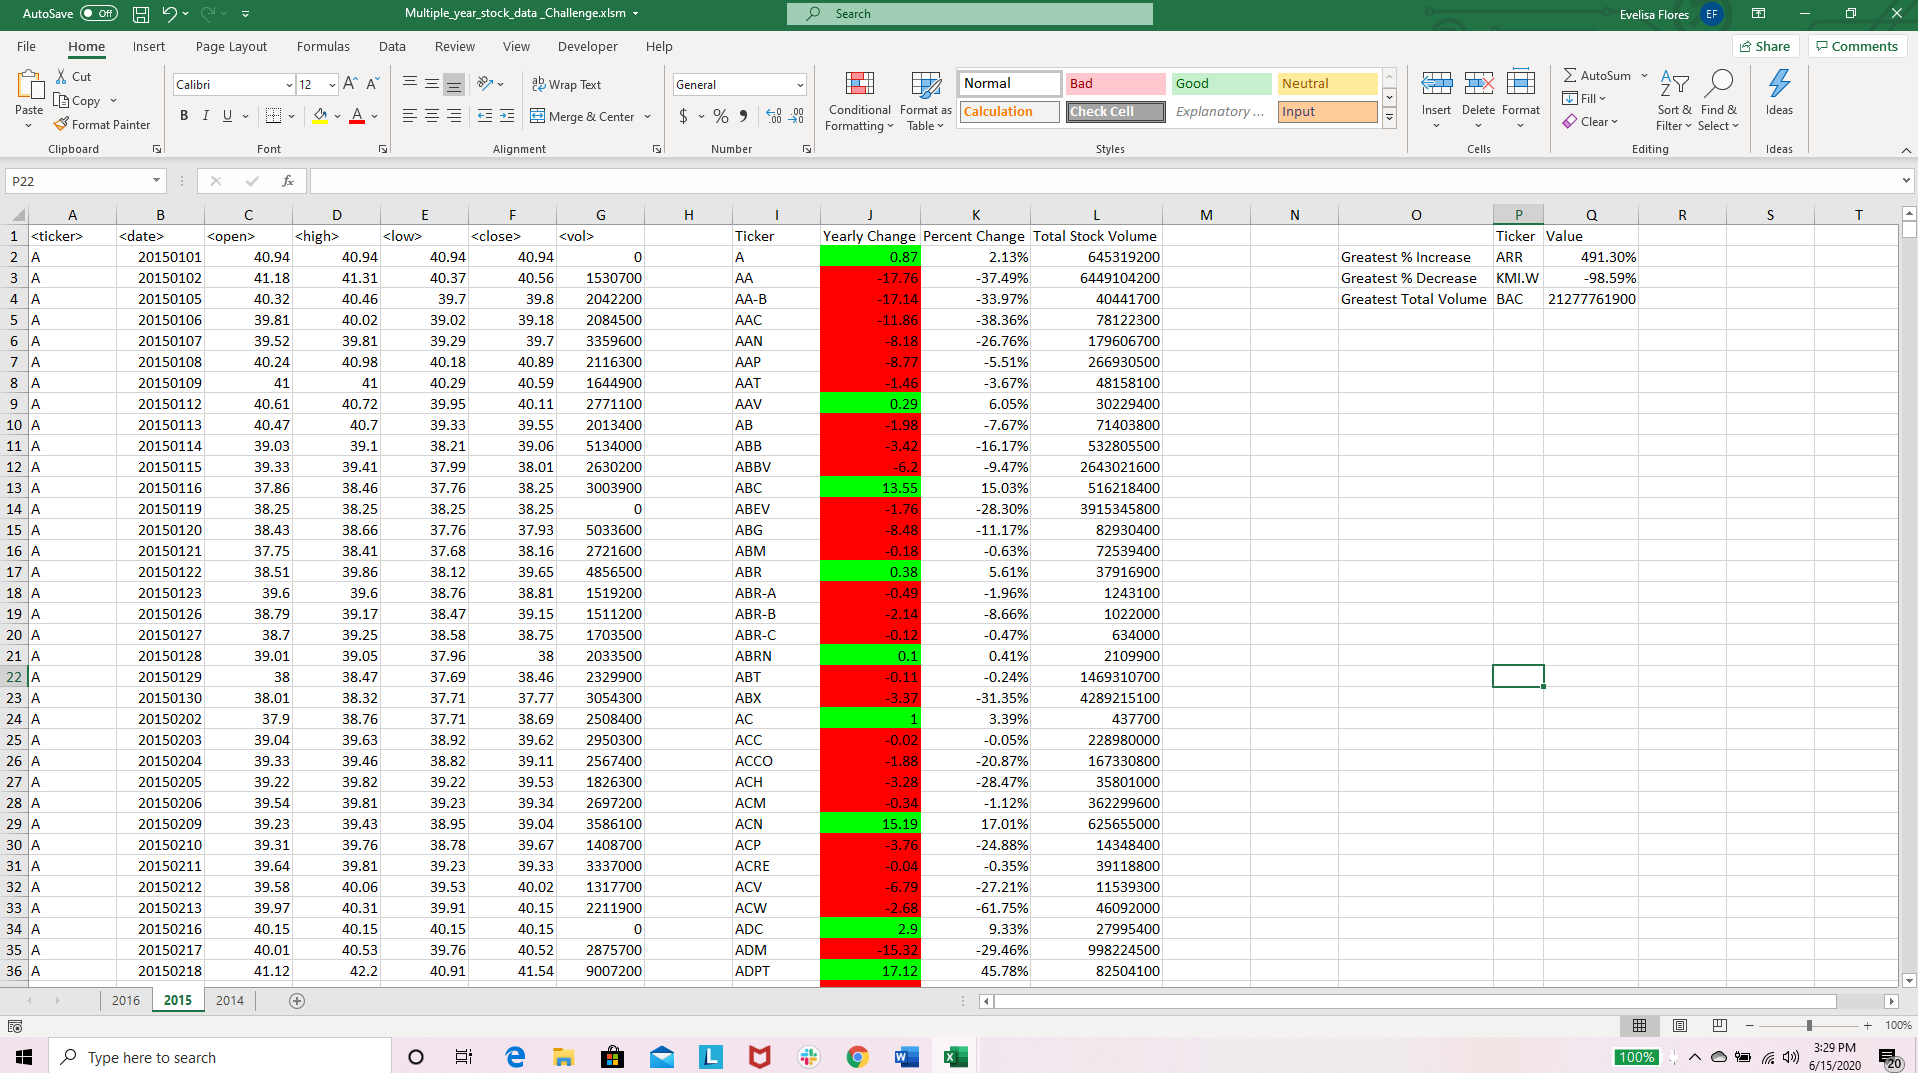 AutoSave Off Multiple_year_stock_data _Challenge.xlsm Search Evelisa Flores EF
File Home Insert Page Layout Formulas Data Review View Developer Help Share Comments
Cut Calibri 12 Wrap Text General Normal Bad Good Neutral AutoSum
Paste Copy Conditional Formatting Format as Table Insert Delete Format Fill Sort & Filter Find & Select Ideas
Format Painter B I U Merge & Center $ % Calculation Check Cell Explanatory ... Input Clear
Clipboard Font Alignment Number Styles Cells Editing Ideas
P22 fx
A B C D E F G H I J K L M N O P Q R S T
1 <ticker> <date> <open> <high> <low> <close> <vol> Ticker Yearly Change Percent Change Total Stock Volume Ticker Value
2 A 20150101 40.94 40.94 40.94 40.94 0 A 0.87 2.13% 645319200 Greatest % Increase ARR 491.30%
3 A 20150102 41.18 41.31 40.37 40.56 1530700 AA -17.76 -37.49% 6449104200 Greatest % Decrease KMI.W -98.59%
4 A 20150105 40.32 40.46 39.7 39.8 2042200 AA-B -17.14 -33.97% 40441700 Greatest Total Volume BAC 21277761900
5 A 20150106 39.81 40.02 39.02 39.18 2084500 AAC -11.86 -38.36% 78122300
6 A 20150107 39.52 39.81 39.29 39.7 3359600 AAN -8.18 -26.76% 179606700
7 A 20150108 40.24 40.98 40.18 40.89 2116300 AAP -8.77 -5.51% 266930500
8 A 20150109 41 41 40.29 40.59 1644900 AAT -1.46 -3.67% 48158100
9 A 20150112 40.61 40.72 39.95 40.11 2771100 AAV 0.29 6.05% 30229400
10 A 20150113 40.47 40.7 39.33 39.55 2013400 AB -1.98 -7.67% 71403800
11 A 20150114 39.03 39.1 38.21 39.06 5134000 ABB -3.42 -16.17% 532805500
12 A 20150115 39.33 39.41 37.99 38.01 2630200 ABBV -6.2 -9.47% 2643021600
13 A 20150116 37.86 38.46 37.76 38.25 3003900 ABC 13.55 15.03% 516218400
14 A 20150119 38.25 38.25 38.25 38.25 0 ABEV -1.76 -28.30% 3915345800
15 A 20150120 38.43 38.66 37.76 37.93 5033600 ABG -8.48 -11.17% 82930400
16 A 20150121 37.75 38.41 37.68 38.16 2721600 ABM -0.18 -0.63% 72539400
17 A 20150122 38.51 39.86 38.12 39.65 4856500 ABR 0.38 5.61% 37916900
18 A 20150123 39.6 39.6 38.76 38.81 1519200 ABR-A -0.49 -1.96% 1243100
19 A 20150126 38.79 39.17 38.47 39.15 1511200 ABR-B -2.14 -8.66% 1022000
20 A 20150127 38.7 39.25 38.58 38.75 1703500 ABR-C -0.12 -0.47% 634000
21 A 20150128 39.01 39.05 37.96 38 2033500 ABRN 0.1 0.41% 2109900
22 A 20150129 38 38.47 37.69 38.46 2329900 ABT -0.11 -0.24% 1469310700
23 A 20150130 38.01 38.32 37.71 37.77 3054300 ABX -3.37 -31.35% 4289215100
24 A 20150202 37.9 38.76 37.71 38.69 2508400 AC 1 3.39% 437700
25 A 20150203 39.04 39.63 38.92 39.62 2950300 ACC -0.02 -0.05% 228980000
26 A 20150204 39.33 39.46 38.82 39.11 2567400 ACCO -1.88 -20.87% 167330800
27 A 20150205 39.22 39.82 39.22 39.53 1826300 ACH -3.28 -28.47% 35801000
28 A 20150206 39.54 39.81 39.23 39.34 2697200 ACM -0.34 -1.12% 362299600
29 A 20150209 39.23 39.43 38.95 39.04 3586100 ACN 15.19 17.01% 625655000
30 A 20150210 39.31 39.76 38.78 39.67 1408700 ACP -3.76 -24.88% 14348400
31 A 20150211 39.64 39.81 39.23 39.33 3337000 ACRE -0.04 -0.35% 39118800
32 A 20150212 39.58 40.06 39.53 40.02 1317700 ACV -6.79 -27.21% 11539300
33 A 20150213 39.97 40.31 39.91 40.15 2211900 ACW -2.68 -61.75% 46092000
34 A 20150216 40.15 40.15 40.15 40.15 0 ADC 2.9 9.33% 27995400
35 A 20150217 40.01 40.53 39.76 40.52 2875700 ADM -15.32 -29.46% 998224500
36 A 20150218 41.12 42.2 40.91 41.54 9007200 ADPT 17.12 45.78% 82504100
2016 2015 2014
100%
Type here to search 100% 3:29 PM
6/15/2020 20